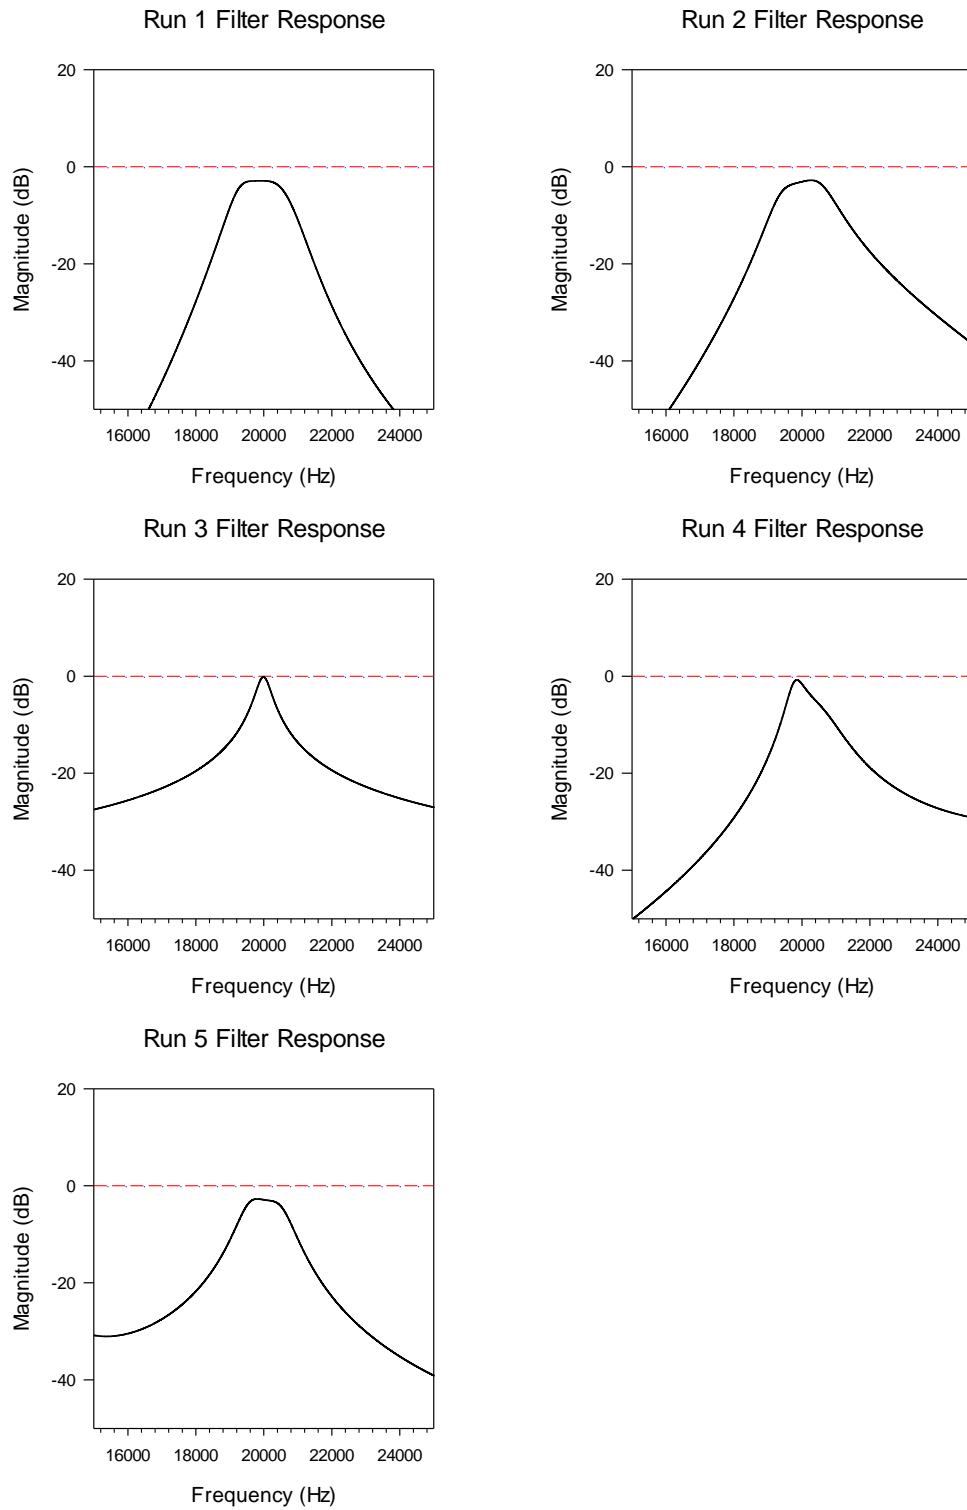 Run 1 Filter Response
Run 2 Filter Response
20
0
-20
-40
Magnitude (dB)
16000 18000 20000 22000 24000
Frequency (Hz)
20
0
-20
-40
Magnitude (dB)
16000 18000 20000 22000 24000
Frequency (Hz)
Run 3 Filter Response
Run 4 Filter Response
20
0
-20
-40
Magnitude (dB)
16000 18000 20000 22000 24000
Frequency (Hz)
20
0
-20
-40
Magnitude (dB)
16000 18000 20000 22000 24000
Frequency (Hz)
Run 5 Filter Response
20
0
-20
-40
Magnitude (dB)
16000 18000 20000 22000 24000
Frequency (Hz)